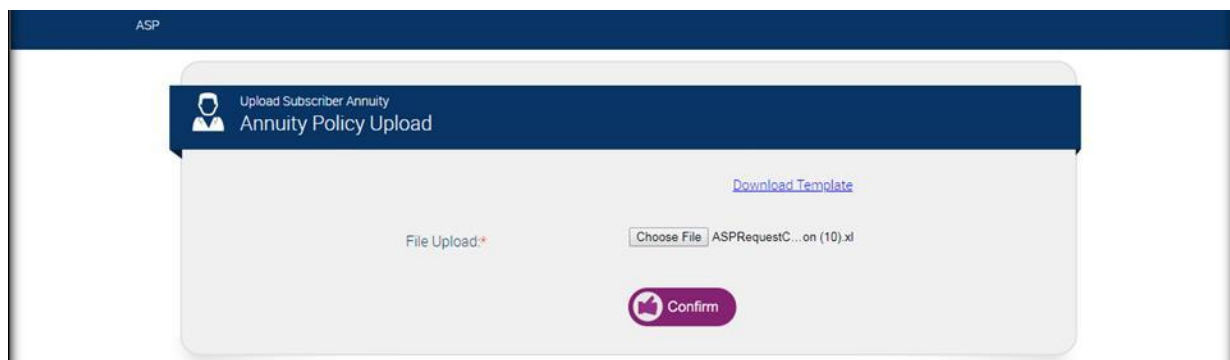 ASP
Upload Subscriber Annuity
Annuity Policy Upload
Download Template
File Upload:*
Choose File ASPRequestC...on (10).xl
Confirm